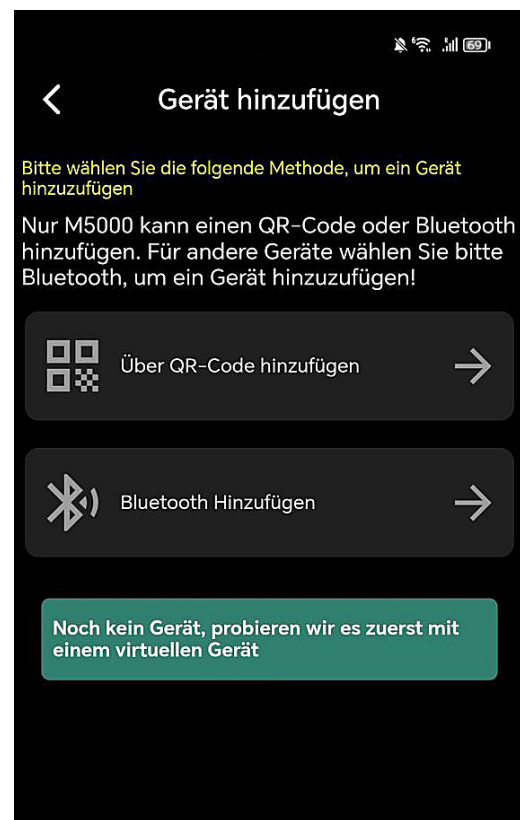 69
Gerät hinzufügen
Bitte wählen Sie die folgende Methode, um ein Gerät
hinzuzufügen
Nur M5000 kann einen QR-Code oder Bluetooth
hinzufügen. Für andere Geräte wählen Sie bitte
Bluetooth, um ein Gerät hinzuzufügen!
Über QR-Code hinzufügen
Bluetooth Hinzufügen
Noch kein Gerät, probieren wir es zuerst mit
einem virtuellen Gerät